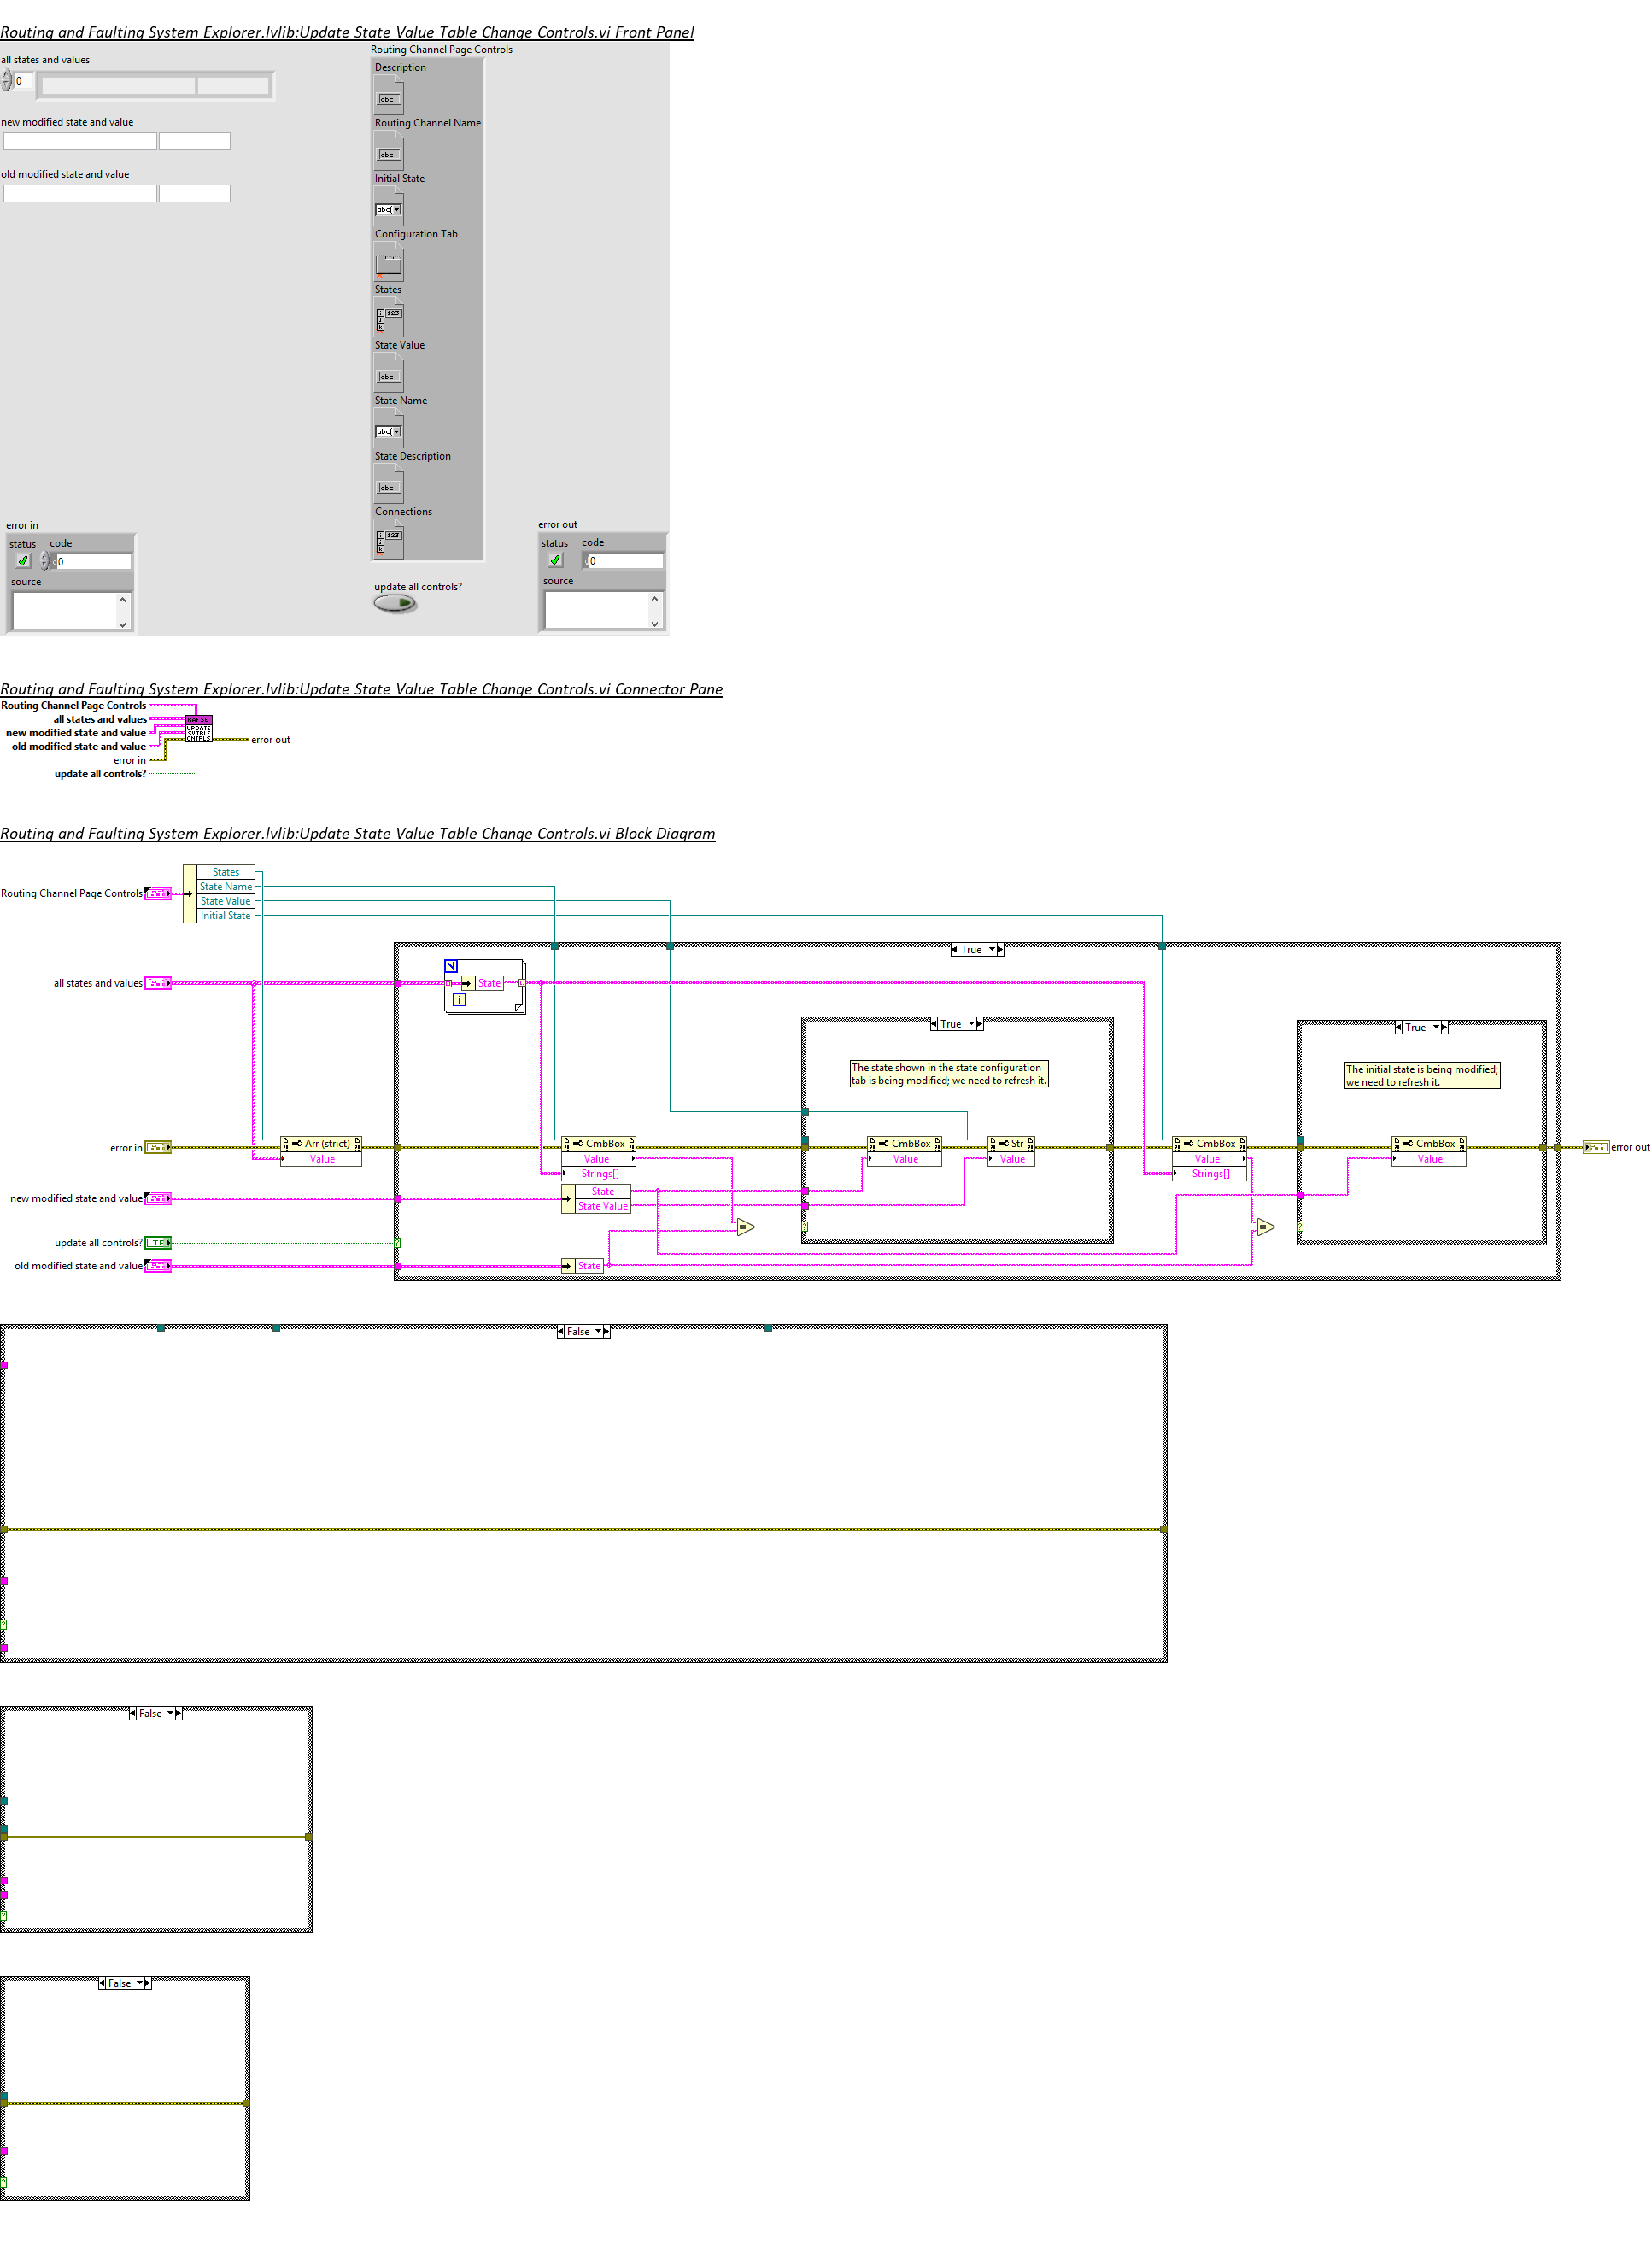 Routing and Faulting System Explorer.lvlib:Update State Value Table Change Controls.vi Front Panel
all states and values
0
new modified state and value
old modified state and value
Routing Channel Page Controls
Description
abc
Routing Channel Name
abc
Initial State
abc
Configuration Tab
States
123
State Value
abc
State Name
abc
State Description
abc
Connections
123
update all controls?
error in
status code
0
source
error out
status code
0
source
Routing and Faulting System Explorer.lvlib:Update State Value Table Change Controls.vi Connector Pane
Routing Channel Page Controls
all states and values
new modified state and value
old modified state and value
error in
update all controls?
RAFSE
UPDATE
SVTBLE
CNTRLS
error out
Routing and Faulting System Explorer.lvlib:Update State Value Table Change Controls.vi Block Diagram
Routing Channel Page Controls
States
State Name
State Value
Initial State
True
all states and values
N
State
i
True
The state shown in the state configuration
tab is being modified; we need to refresh it.
True
The initial state is being modified;
we need to refresh it.
error in
Arr (strict)
Value
CmbBox
Value
Strings[]
CmbBox
Value
Str
Value
CmbBox
Value
Strings[]
CmbBox
Value
error out
new modified state and value
State
State Value
=
=
update all controls?
TF
?
?
?
old modified state and value
State
False
?
False
?
False
?